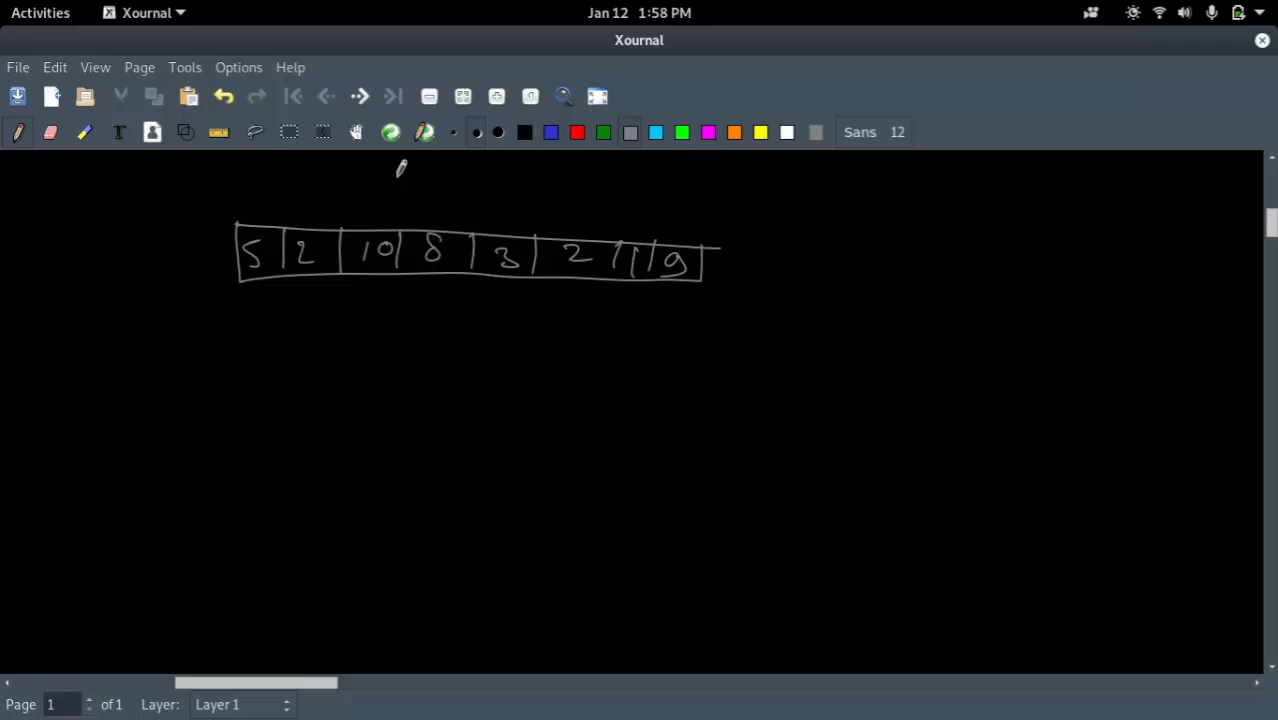 Activities Xournal Jan 12 1:58 PM
Xournal
File Edit View Page Tools Options Help
Sans 12
5 2 10 8 3 2 1 9
Page 1 of 1 Layer: Layer 1